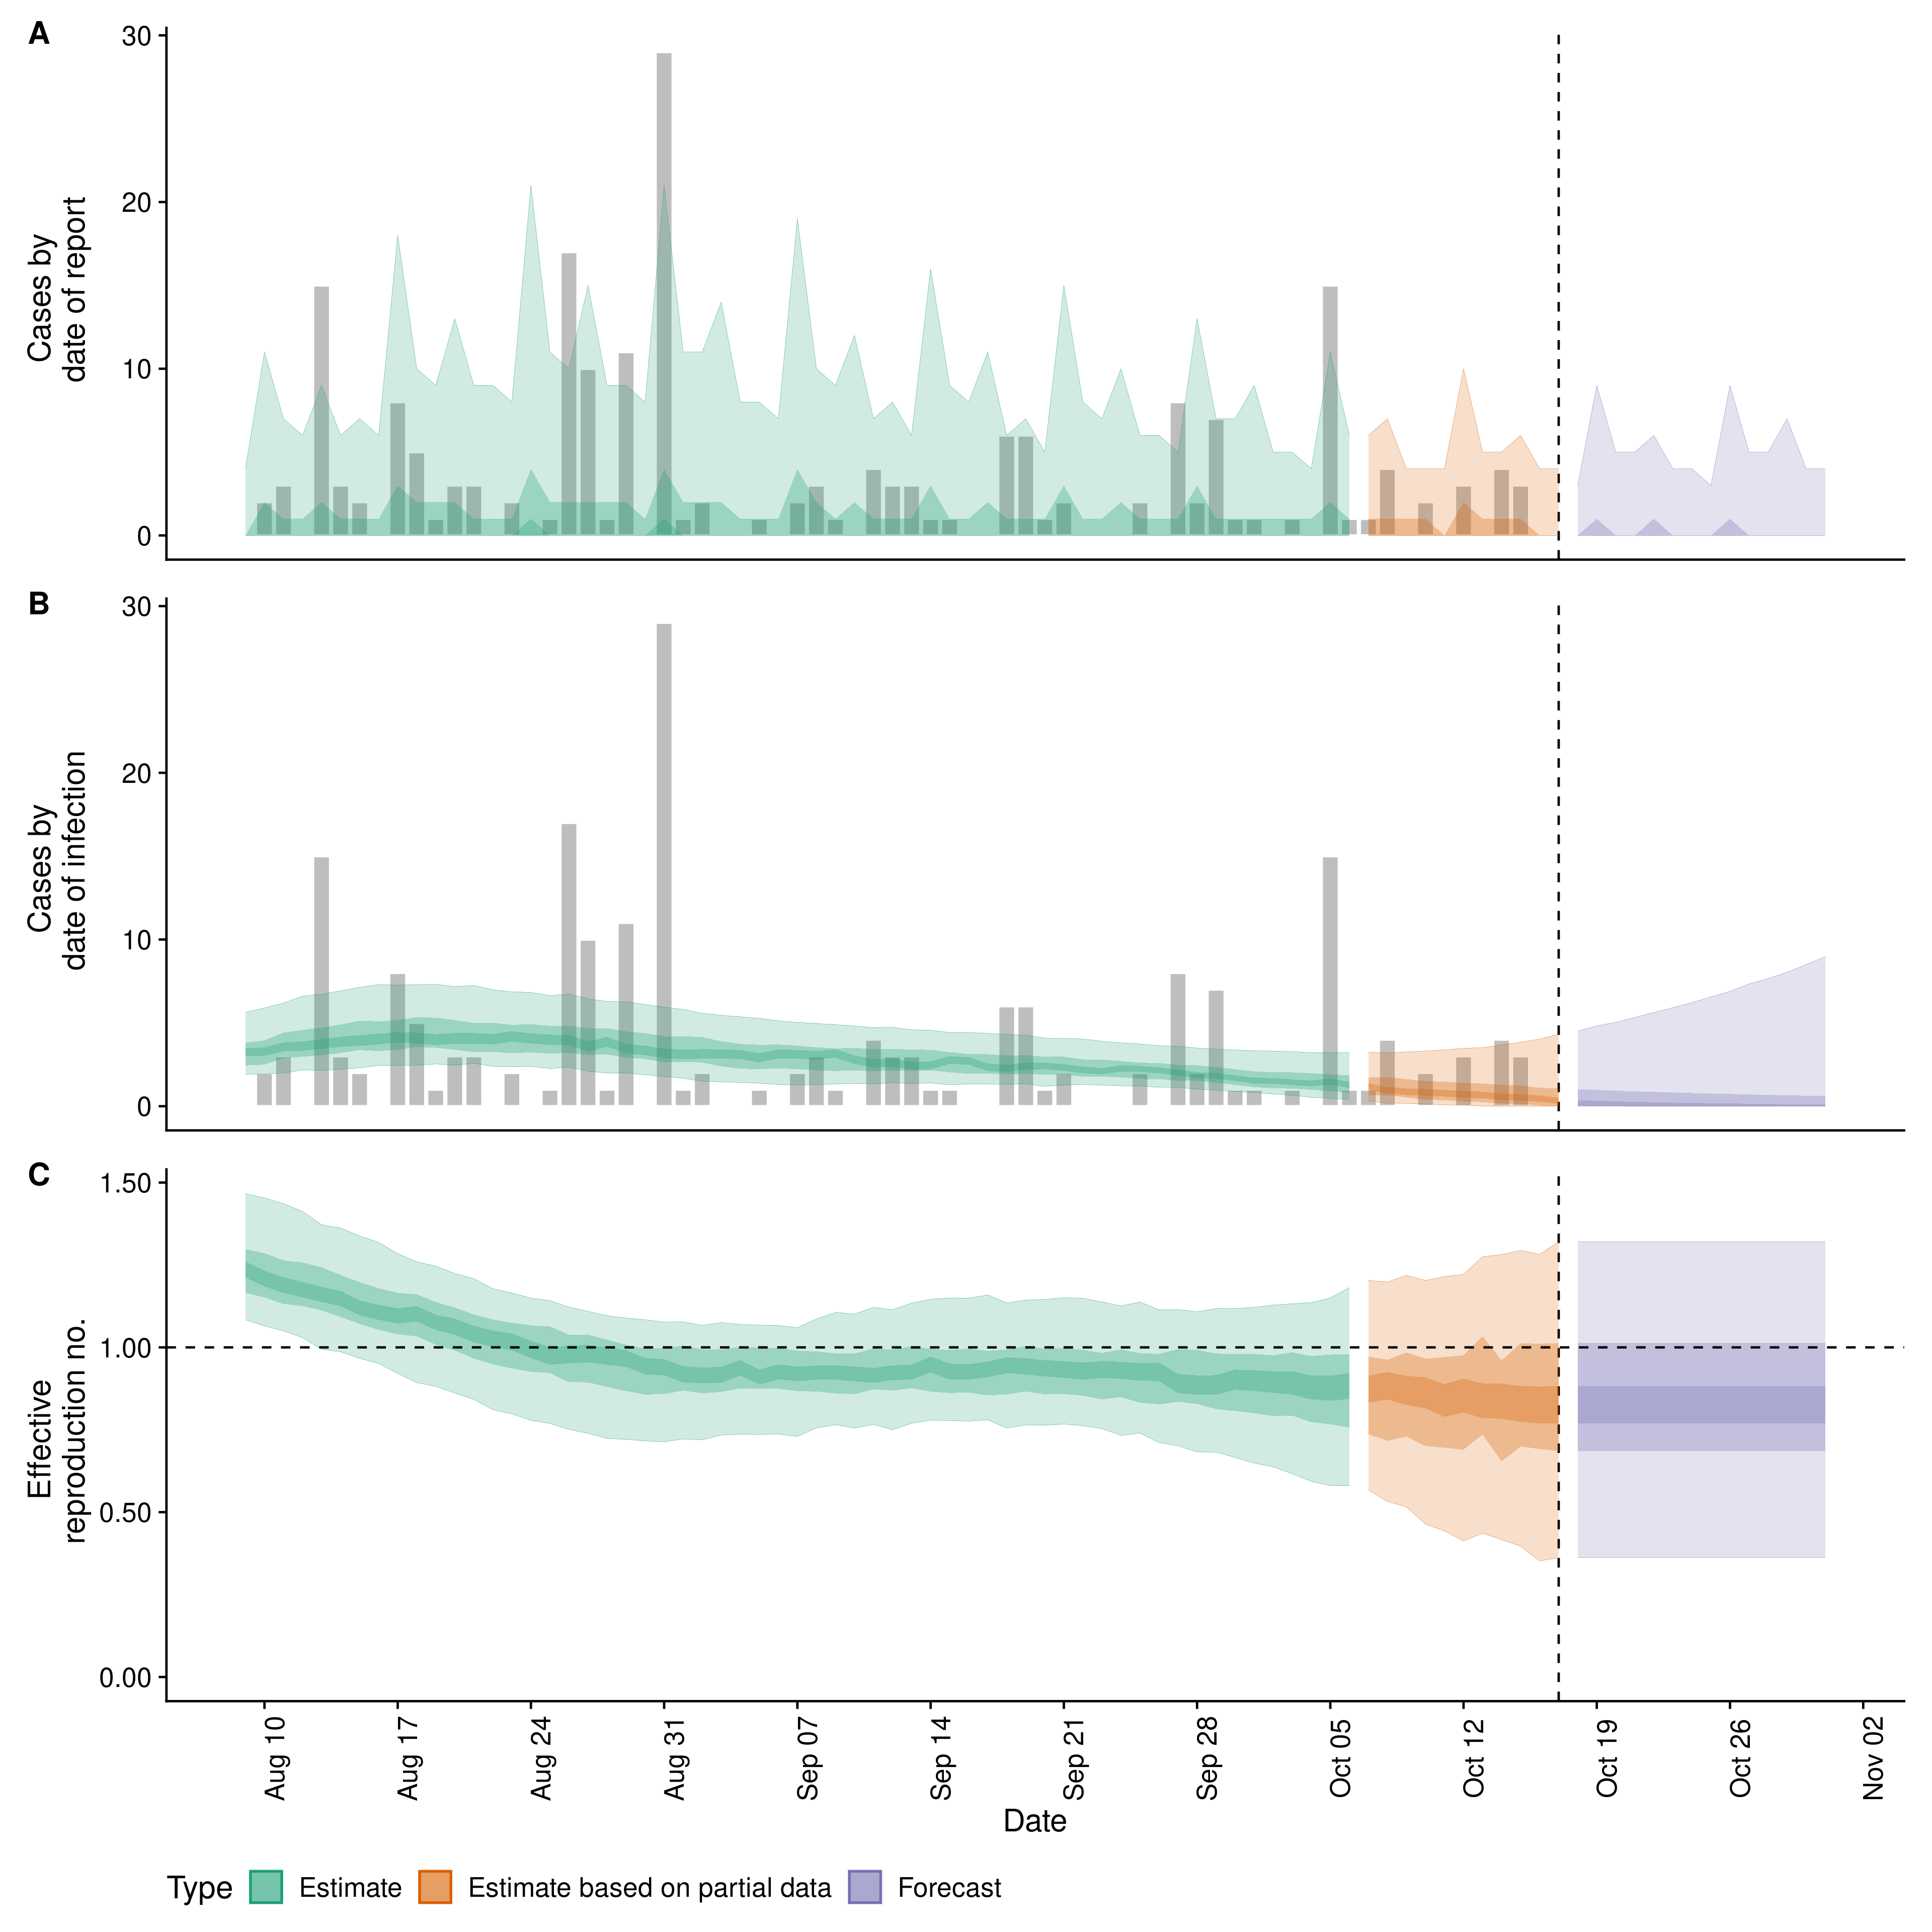 A
30
20
10
0
Cases by
date of report
B
30
20
10
0
Cases by
date of infection
C
1.50
1.00
0.50
0.00
Effective
reproduction no.
Aug 10
Aug 17
Aug 24
Aug 31
Sep 07
Sep 14
Sep 21
Sep 28
Oct 05
Oct 12
Oct 19
Oct 26
Nov 02
Date
Type Estimate Estimate based on partial data Forecast